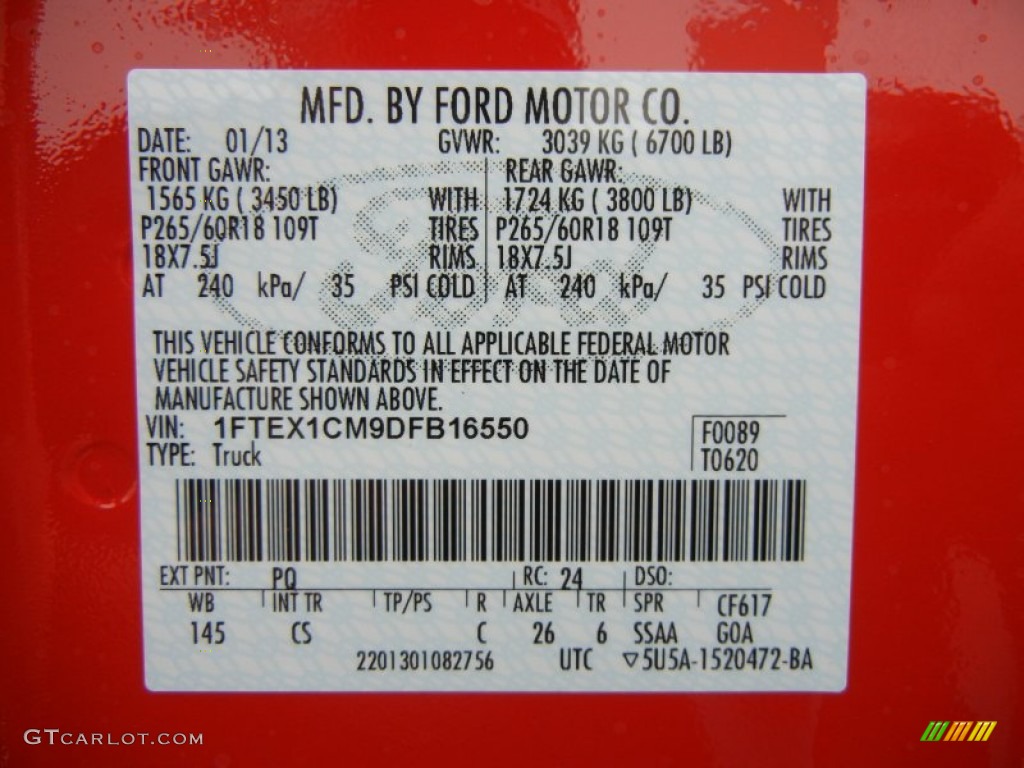 MFD. BY FORD MOTOR CO.
DATE: 01/13 GVWR: 3039 KG ( 6700 LB)
FRONT GAWR: REAR GAWR:
1565 KG ( 3450 LB) WITH 1724 KG ( 3800 LB) WITH
P265/60R18 109T TIRES P265/60R18 109T TIRES
18X7.5J RIMS 18X7.5J RIMS
AT 240 kPa/ 35 PSI COLD AT 240 kPa/ 35 PSI COLD
THIS VEHICLE CONFORMS TO ALL APPLICABLE FEDERAL MOTOR
VEHICLE SAFETY STANDARDS IN EFFECT ON THE DATE OF
MANUFACTURE SHOWN ABOVE.
VIN: 1FTEX1CM9DFB16550 F0089
TYPE: Truck T0620
EXT PNT: PQ RC: 24 DSO:
WB INT TR TP/PS R AXLE TR SPR CF617
145 CS C 26 6 SSAA GOA
2201301082756 UTC ▽5U5A-1520472-BA
GTCARLOT.COM